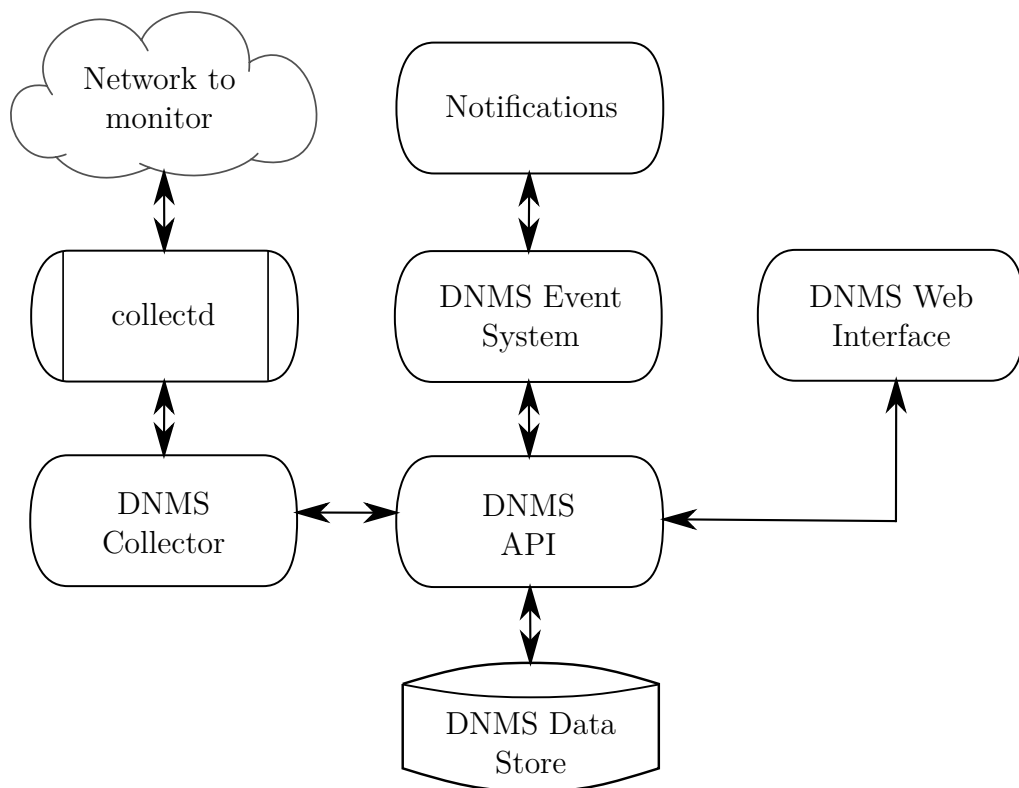 Network to
monitor
Notifications
collectd
DNMS Event
System
DNMS Web
Interface
DNMS
Collector
DNMS
API
DNMS Data
Store